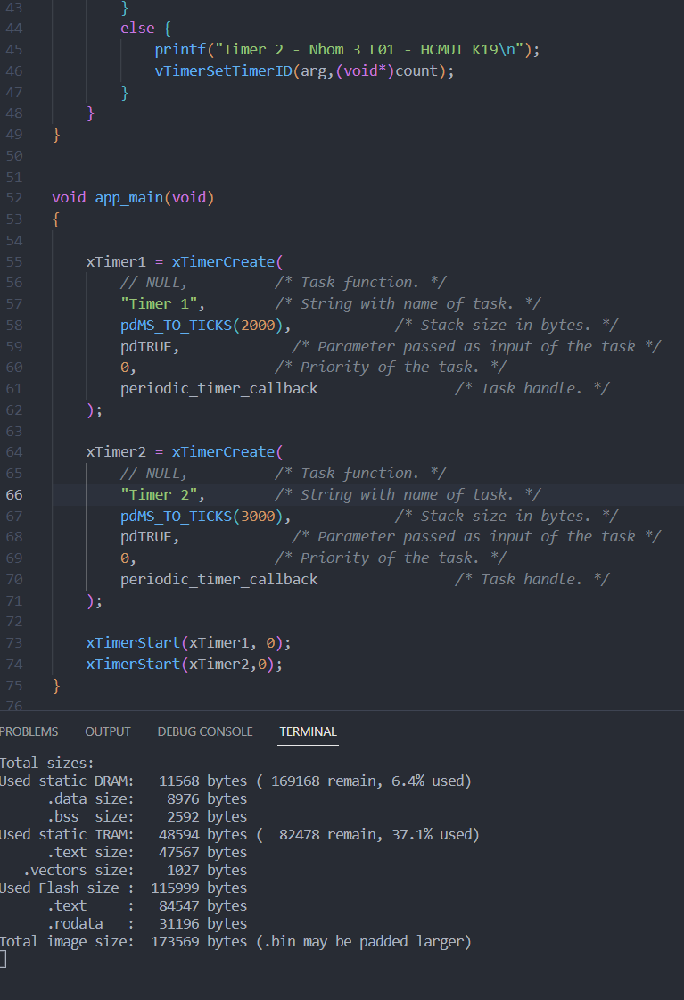 43 }
44 else {
45 printf("Timer 2 - Nhom 3 L01 - HCMUT K19\n");
46 vTimerSetTimerID(arg,(void*)count);
47 }
48 }
49 }
50
51
52 void app_main(void)
53 {
54
55 xTimer1 = xTimerCreate(
56 // NULL, /* Task function. */
57 "Timer 1", /* String with name of task. */
58 pdMS_TO_TICKS(2000), /* Stack size in bytes. */
59 pdTRUE, /* Parameter passed as input of the task */
60 0, /* Priority of the task. */
61 periodic_timer_callback /* Task handle. */
62 );
63
64 xTimer2 = xTimerCreate(
65 // NULL, /* Task function. */
66 "Timer 2", /* String with name of task. */
67 pdMS_TO_TICKS(3000), /* Stack size in bytes. */
68 pdTRUE, /* Parameter passed as input of the task */
69 0, /* Priority of the task. */
70 periodic_timer_callback /* Task handle. */
71 );
72
73 xTimerStart(xTimer1, 0);
74 xTimerStart(xTimer2,0);
75 }
76
PROBLEMS OUTPUT DEBUG CONSOLE TERMINAL
Total sizes:
Used static DRAM: 11568 bytes ( 169168 remain, 6.4% used)
.data size: 8976 bytes
.bss size: 2592 bytes
Used static IRAM: 48594 bytes ( 82478 remain, 37.1% used)
.text size: 47567 bytes
.vectors size: 1027 bytes
Used Flash size : 115999 bytes
.text : 84547 bytes
.rodata : 31196 bytes
Total image size: 173569 bytes (.bin may be padded larger)